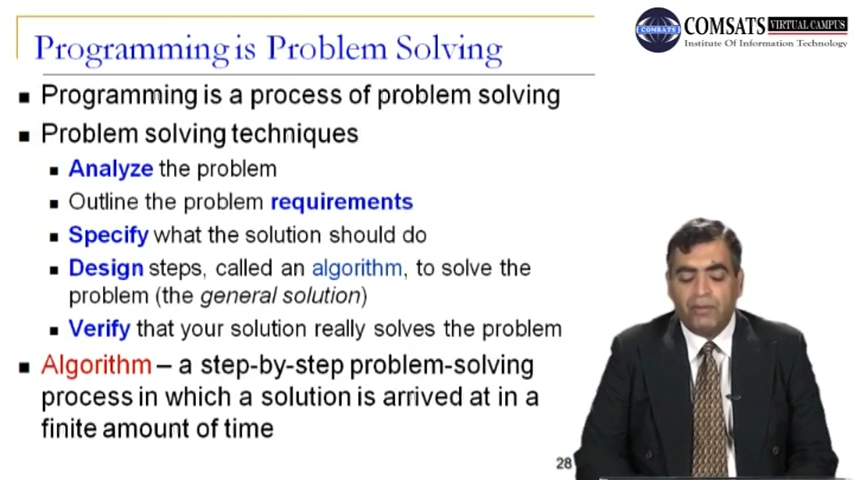 Programming is Problem Solving
COMSATS VIRTUAL CAMPUS
Institute Of Information Technology
COMSATS
Programming is a process of problem solving
Problem solving techniques
Analyze the problem
Outline the problem requirements
Specify what the solution should do
Design steps, called an algorithm, to solve the
problem (the general solution)
Verify that your solution really solves the problem
Algorithm – a step-by-step problem-solving
process in which a solution is arrived at in a
finite amount of time
28